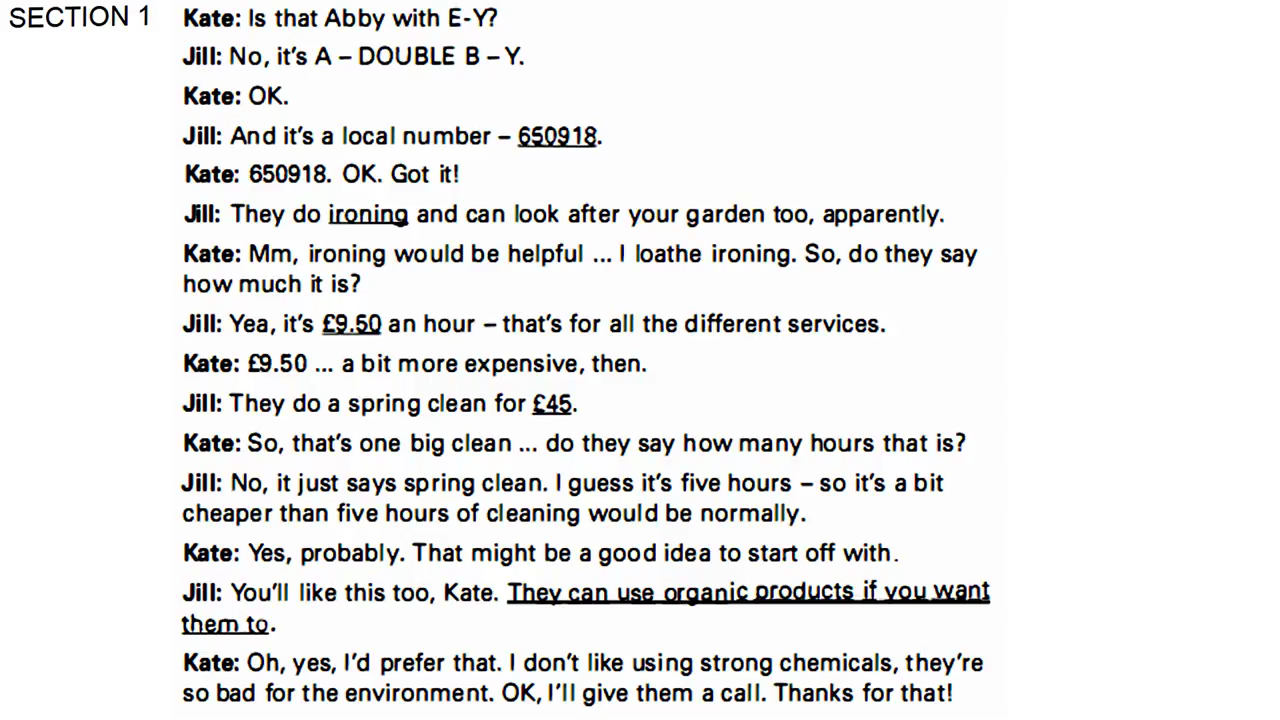 SECTION 1
Kate: Is that Abby with E-Y?
Jill: No, it's A – DOUBLE B – Y.
Kate: OK.
Jill: And it's a local number – 650918.
Kate: 650918. OK. Got it!
Jill: They do ironing and can look after your garden too, apparently.
Kate: Mm, ironing would be helpful ... I loathe ironing. So, do they say
how much it is?
Jill: Yea, it's £9.50 an hour – that's for all the different services.
Kate: £9.50 ... a bit more expensive, then.
Jill: They do a spring clean for £45.
Kate: So, that's one big clean ... do they say how many hours that is?
Jill: No, it just says spring clean. I guess it's five hours – so it's a bit
cheaper than five hours of cleaning would be normally.
Kate: Yes, probably. That might be a good idea to start off with.
Jill: You'll like this too, Kate. They can use organic products if you want
them to.
Kate: Oh, yes, I'd prefer that. I don't like using strong chemicals, they're
so bad for the environment. OK, I'll give them a call. Thanks for that!